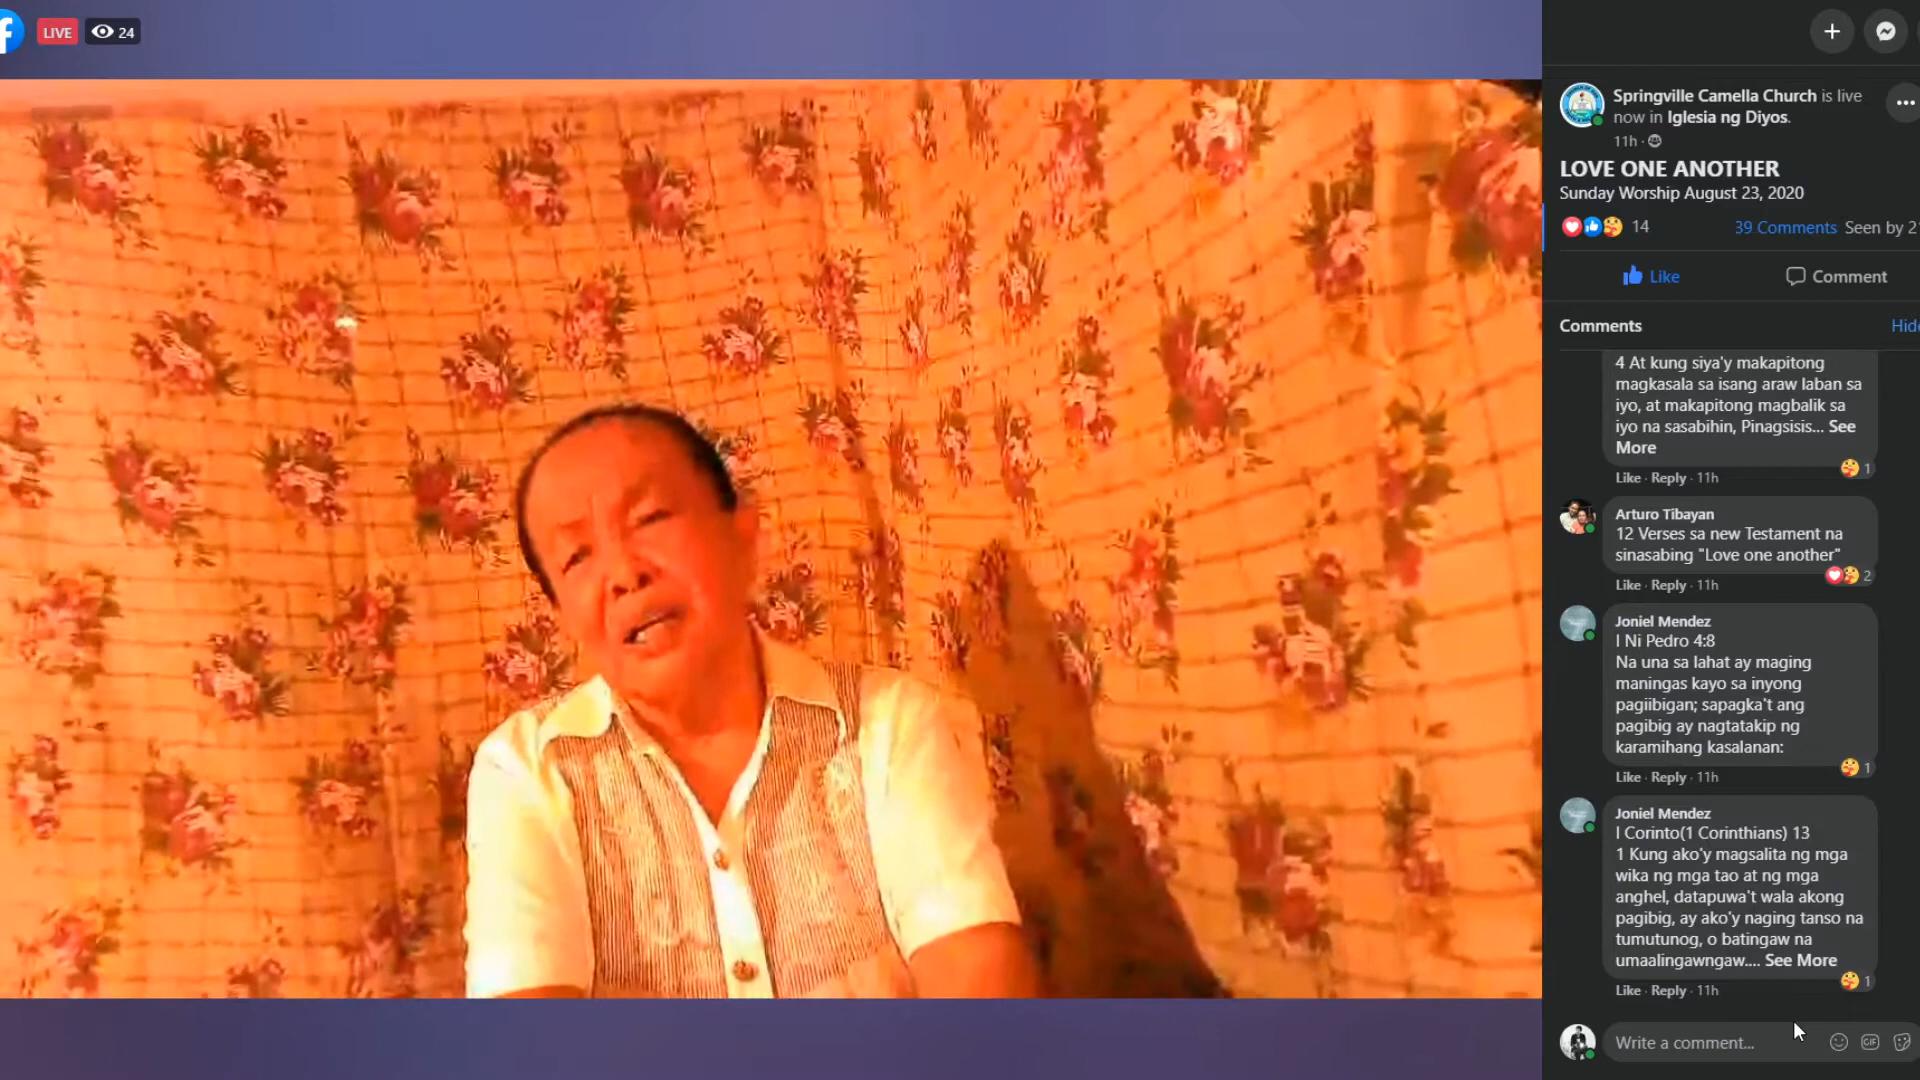 LIVE
24
Springville Camella Church is live
now in Iglesia ng Diyos.
11h ·
LOVE ONE ANOTHER
Sunday Worship August 23, 2020
14
39 Comments Seen by 2
Like
Comment
Comments
Hide
4 At kung siya'y makapitong
magkasala sa isang araw laban sa
iyo, at makapitong magbalik sa
iyo na sasabihin, Pinagsisis... See
More
1
Like · Reply · 11h
Arturo Tibayan
12 Verses sa new Testament na
sinasabing "Love one another"
2
Like · Reply · 11h
Joniel Mendez
I Ni Pedro 4:8
Na una sa lahat ay maging
maningas kayo sa inyong
pagiibigan; sapagka't ang
pagibig ay nagtatakip ng
karamihang kasalanan:
1
Like · Reply · 11h
Joniel Mendez
I Corinto(1 Corinthians) 13
1 Kung ako'y magsalita ng mga
wika ng mga tao at ng mga
anghel, datapuwa't wala akong
pagibig, ay ako'y naging tanso na
tumutunog, o batingaw na
umaalingawngaw.... See More
1
Like · Reply · 11h
Write a comment...
GIF